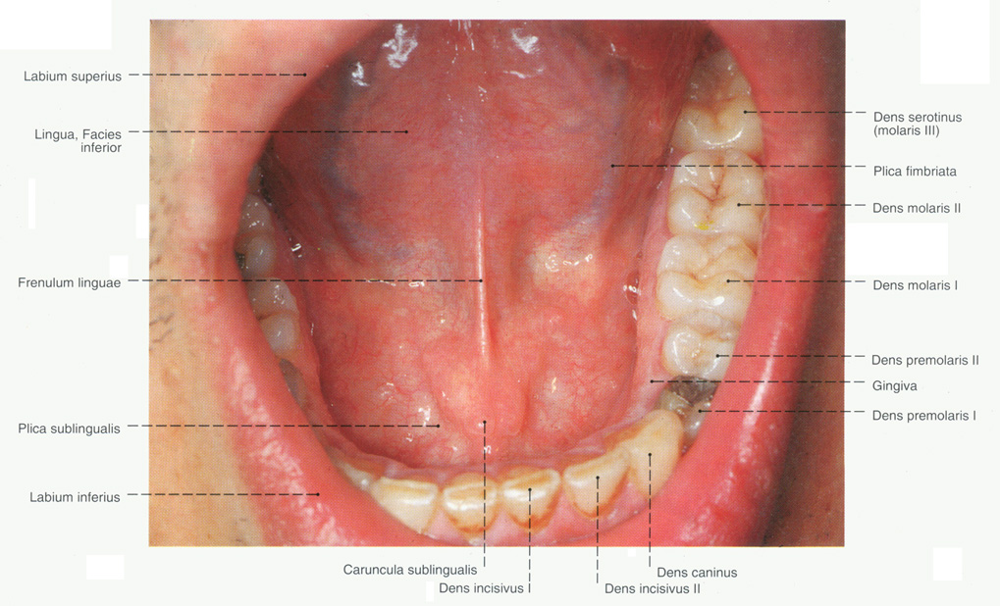 Labium superius
Lingua, Facies
inferior
Frenulum linguae
Plica sublingualis
Labium inferius
Dens serotinus
(molaris III)
Plica fimbriata
Dens molaris II
Dens molaris I
Dens premolaris II
Gingiva
Dens premolaris I
Caruncula sublingualis
Dens incisivus I
Dens incisivus II
Dens caninus